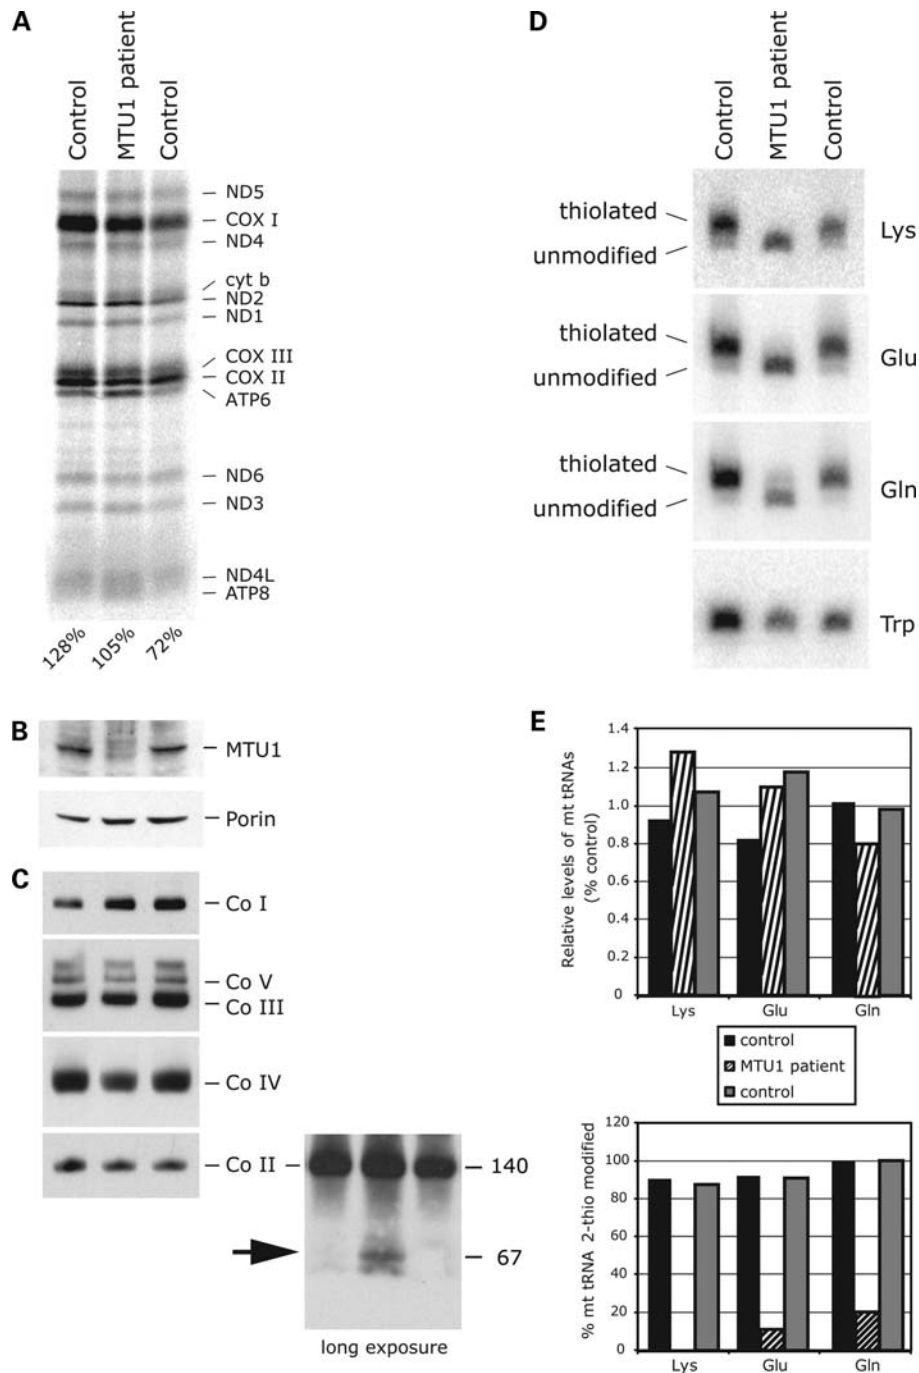 A
Control
MTU1 patient
Control
ND5
COX I
ND4
cyt b
ND2
ND1
COX III
COX II
ATP6
ND6
ND3
ND4L
ATP8
128%
105%
72%
B
MTU1
Porin
C
Co I
Co V
Co III
Co IV
Co II
140
67
long exposure
D
Control
MTU1 patient
Control
thiolated
unmodified
Lys
thiolated
unmodified
Glu
thiolated
unmodified
Gln
Trp
E
Relative levels of mt tRNAs
(% control)
1.4
1.2
1.0
0.8
0.6
0.4
0.2
0
Lys
Glu
Gln
control
MTU1 patient
control
% mt tRNA 2-thio modified
120
100
80
60
40
20
0
Lys
Glu
Gln